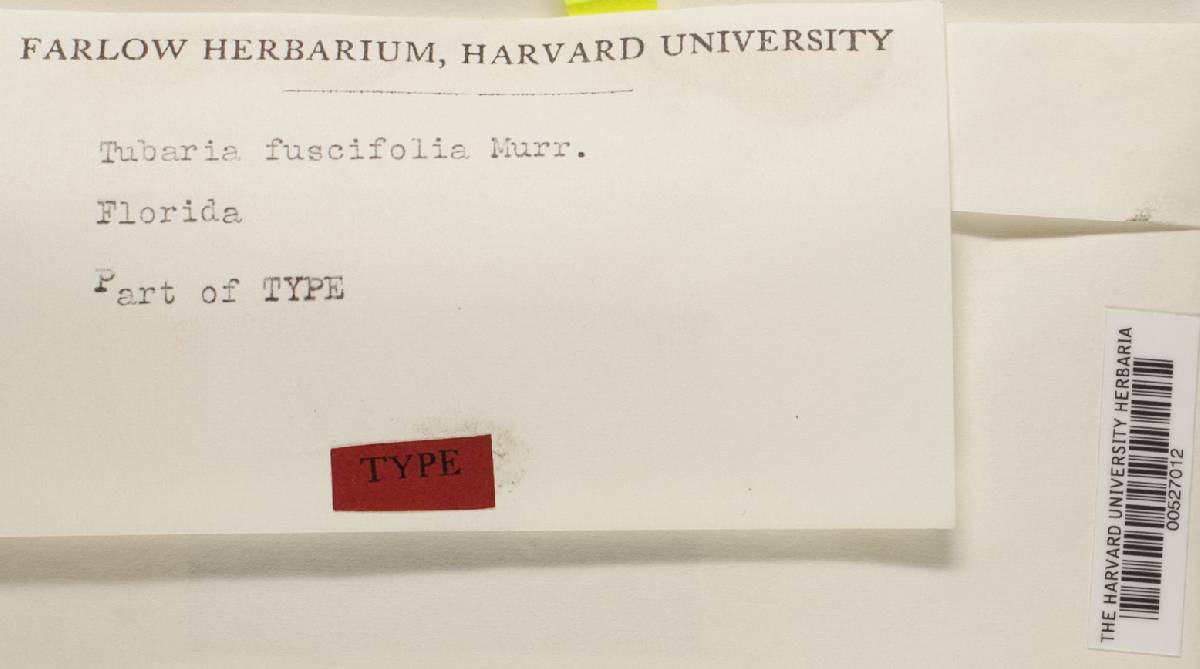 FARLOW HERBARIUM, HARVARD UNIVERSITY
Tubaria fuscifolia Murr.
Florida
Part of TYPE
TYPE
THE HARVARD UNIVERSITY HERBARIA
00527012